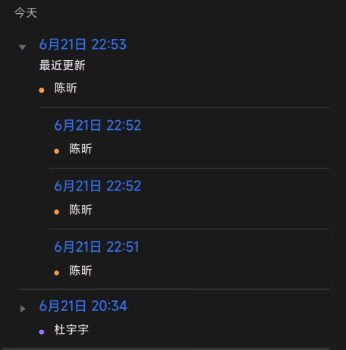 今天
6月21日 22:53
最近更新
陈昕
6月21日 22:52
陈昕
6月21日 22:52
陈昕
6月21日 22:51
陈昕
6月21日 20:34
杜宇宇